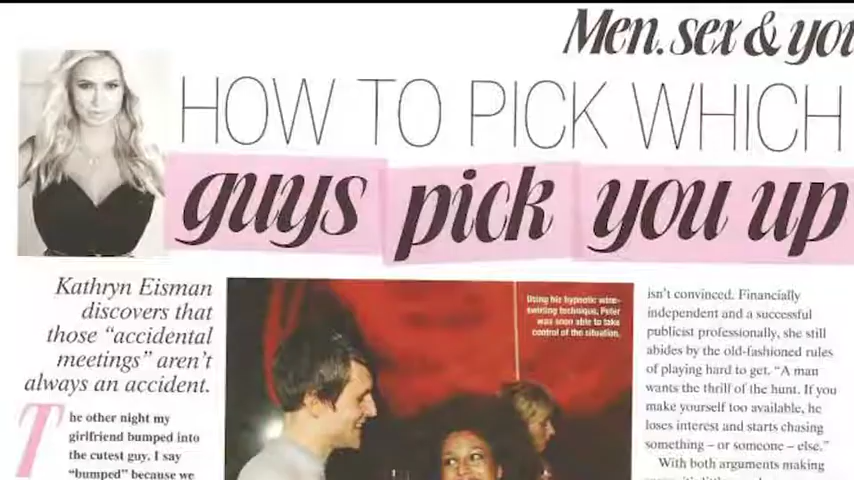 Men, sex & you
HOW TO PICK WHICH
guys pick you up
Kathryn Eisman
discovers that
those “accidental
meetings” aren't
always an accident.
The other night my
girlfriend bumped into
the cutest guy. I say
“bumped” because we
Using his hypnotic wine-
swirling technique, Peter
was soon able to take
control of the situation.
isn't convinced. Financially
independent and a successful
publicist professionally, she still
abides by the old-fashioned rules
of playing hard to get. “A man
wants the thrill of the hunt. If you
make yourself too available, he
loses interest and starts chasing
something – or someone – else.”
With both arguments making